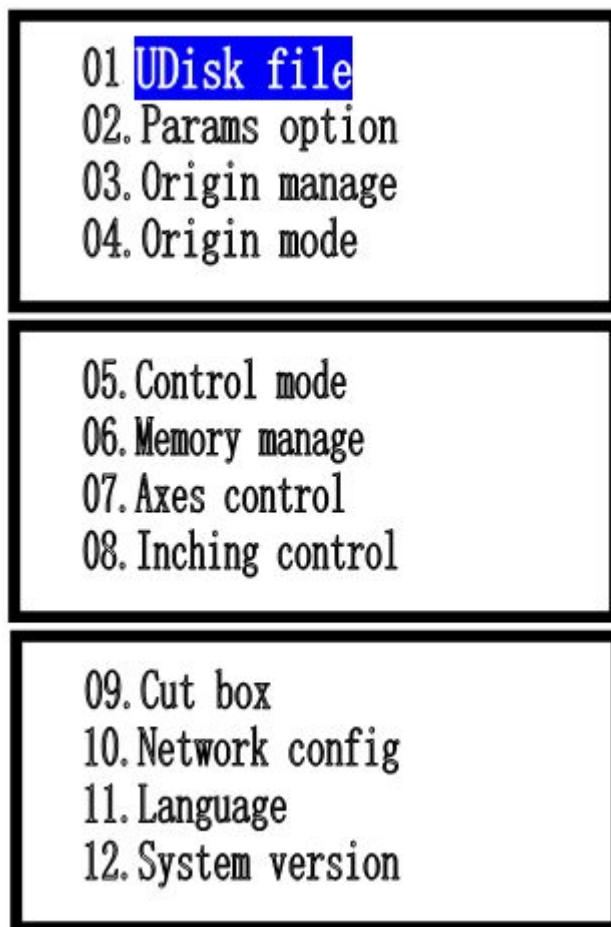 01 UDisk file
02. Params option
03. Origin manage
04. Origin mode
05. Control mode
06. Memory manage
07. Axes control
08. Inching control
09. Cut box
10. Network config
11. Language
12. System version